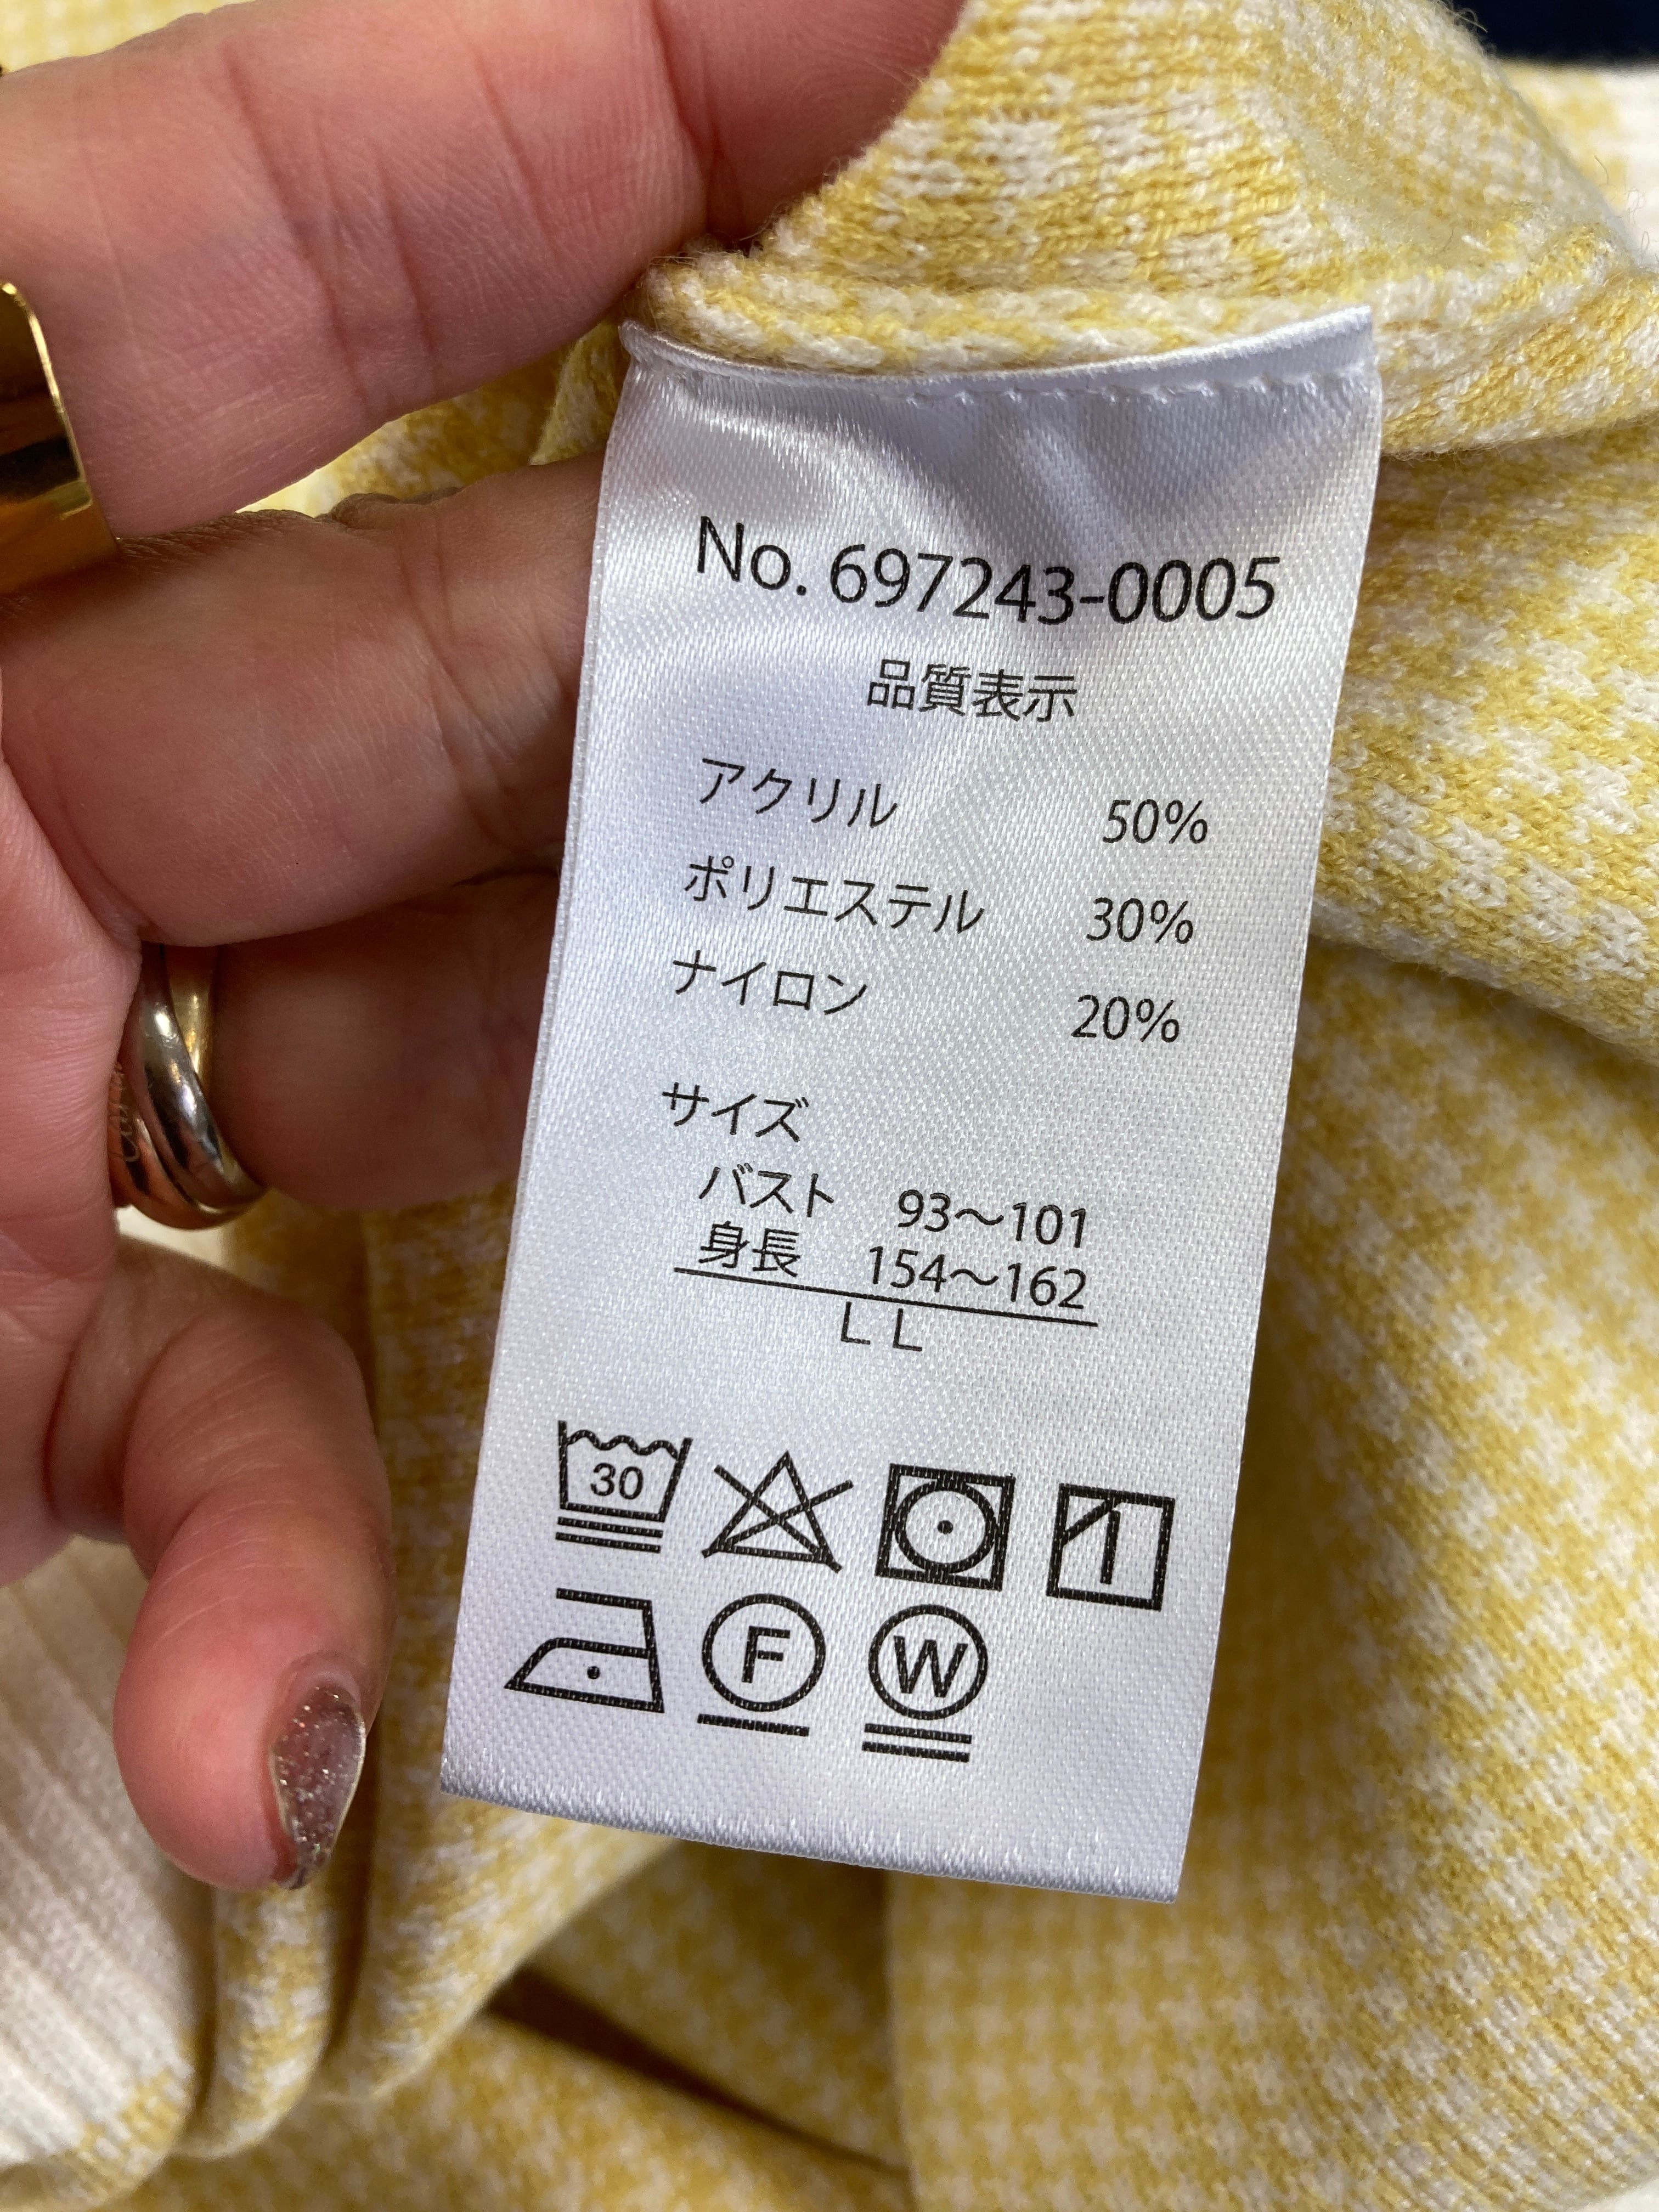 No. 697243-0005
品質表示
アクリル 50%
ポリエステル 30%
ナイロン 20%
サイズ
バスト 93〜101
身長 154〜162
LL
30
F W